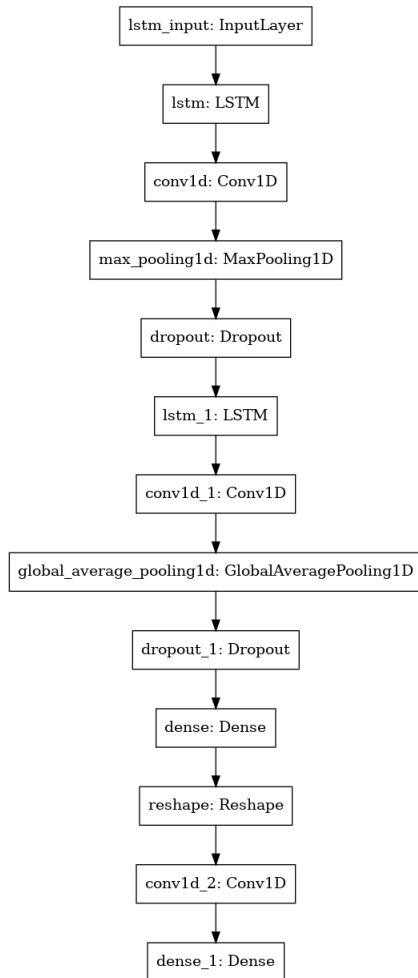 lstm_input: InputLayer
lstm: LSTM
conv1d: Conv1D
max_pooling1d: MaxPooling1D
dropout: Dropout
lstm_1: LSTM
conv1d_1: Conv1D
global_average_pooling1d: GlobalAveragePooling1D
dropout_1: Dropout
dense: Dense
reshape: Reshape
conv1d_2: Conv1D
dense_1: Dense